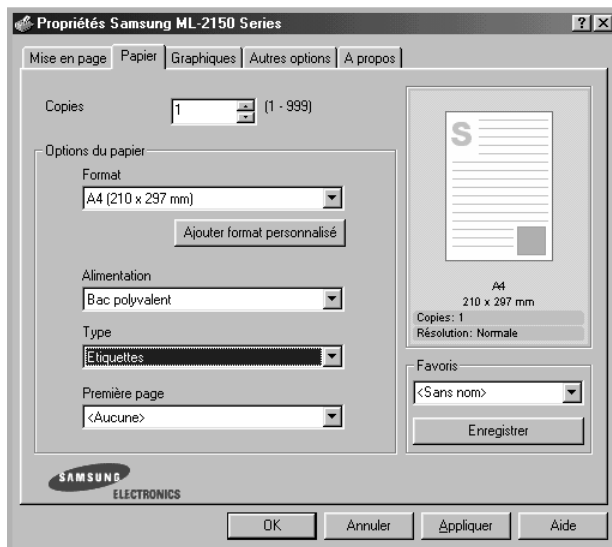 Propriétés Samsung ML-2150 Series
Mise en page
Papier
Graphiques
Autres options
A propos
Copies
1
(1 - 999)
Options du papier
Format
A4 (210 x 297 mm)
Ajouter format personnalisé
Alimentation
Bac polyvalent
Type
Etiquettes
Première page
<Aucune>
S
A4
210 x 297 mm
Copies: 1
Résolution: Normale
Favoris
<Sans nom>
Enregistrer
SAMSUNG
ELECTRONICS
OK
Annuler
Appliquer
Aide